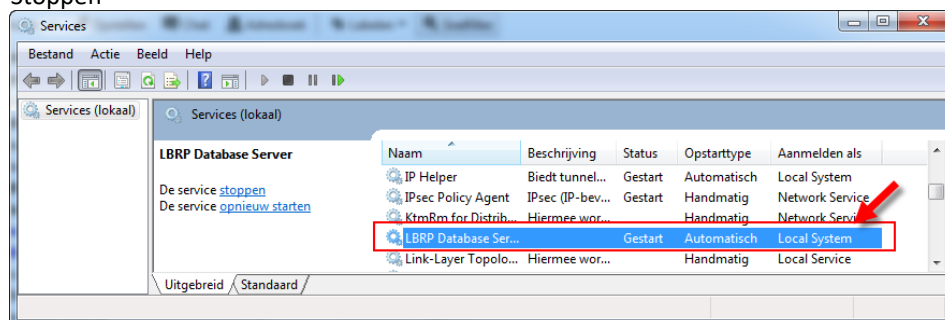 Stoppen
Services
Bestand Actie Beeld Help
Services (lokaal)
Services (lokaal)
LBRP Database Server
De service stoppen
De service opnieuw starten
Naam Beschrijving Status Opstarttype Aanmelden als
IP Helper Biedt tunnel... Gestart Automatisch Local System
IPsec Policy Agent IPsec (IP-bev... Gestart Handmatig Network Service
KtmRm for Distrib... Hiermee wor... Handmatig Network Service
LBRP Database Ser... Gestart Automatisch Local System
Link-Layer Topolo... Hiermee wor... Handmatig Local Service
Uitgebreid Standaard